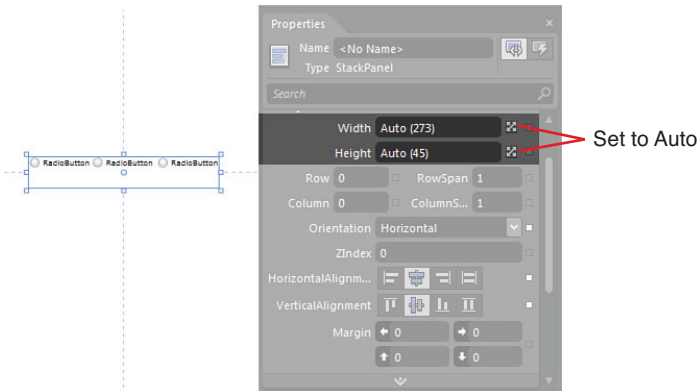 Properties
Name <No Name>
Type StackPanel
Search
Width Auto (273)
Height Auto (45)
Set to Auto
RadioButton RadioButton RadioButton
Row 0 RowSpan 1
Column 0 ColumnS... 1
Orientation Horizontal
ZIndex 0
HorizontalAlignm...
VerticalAlignment
Margin 0 0
0 0